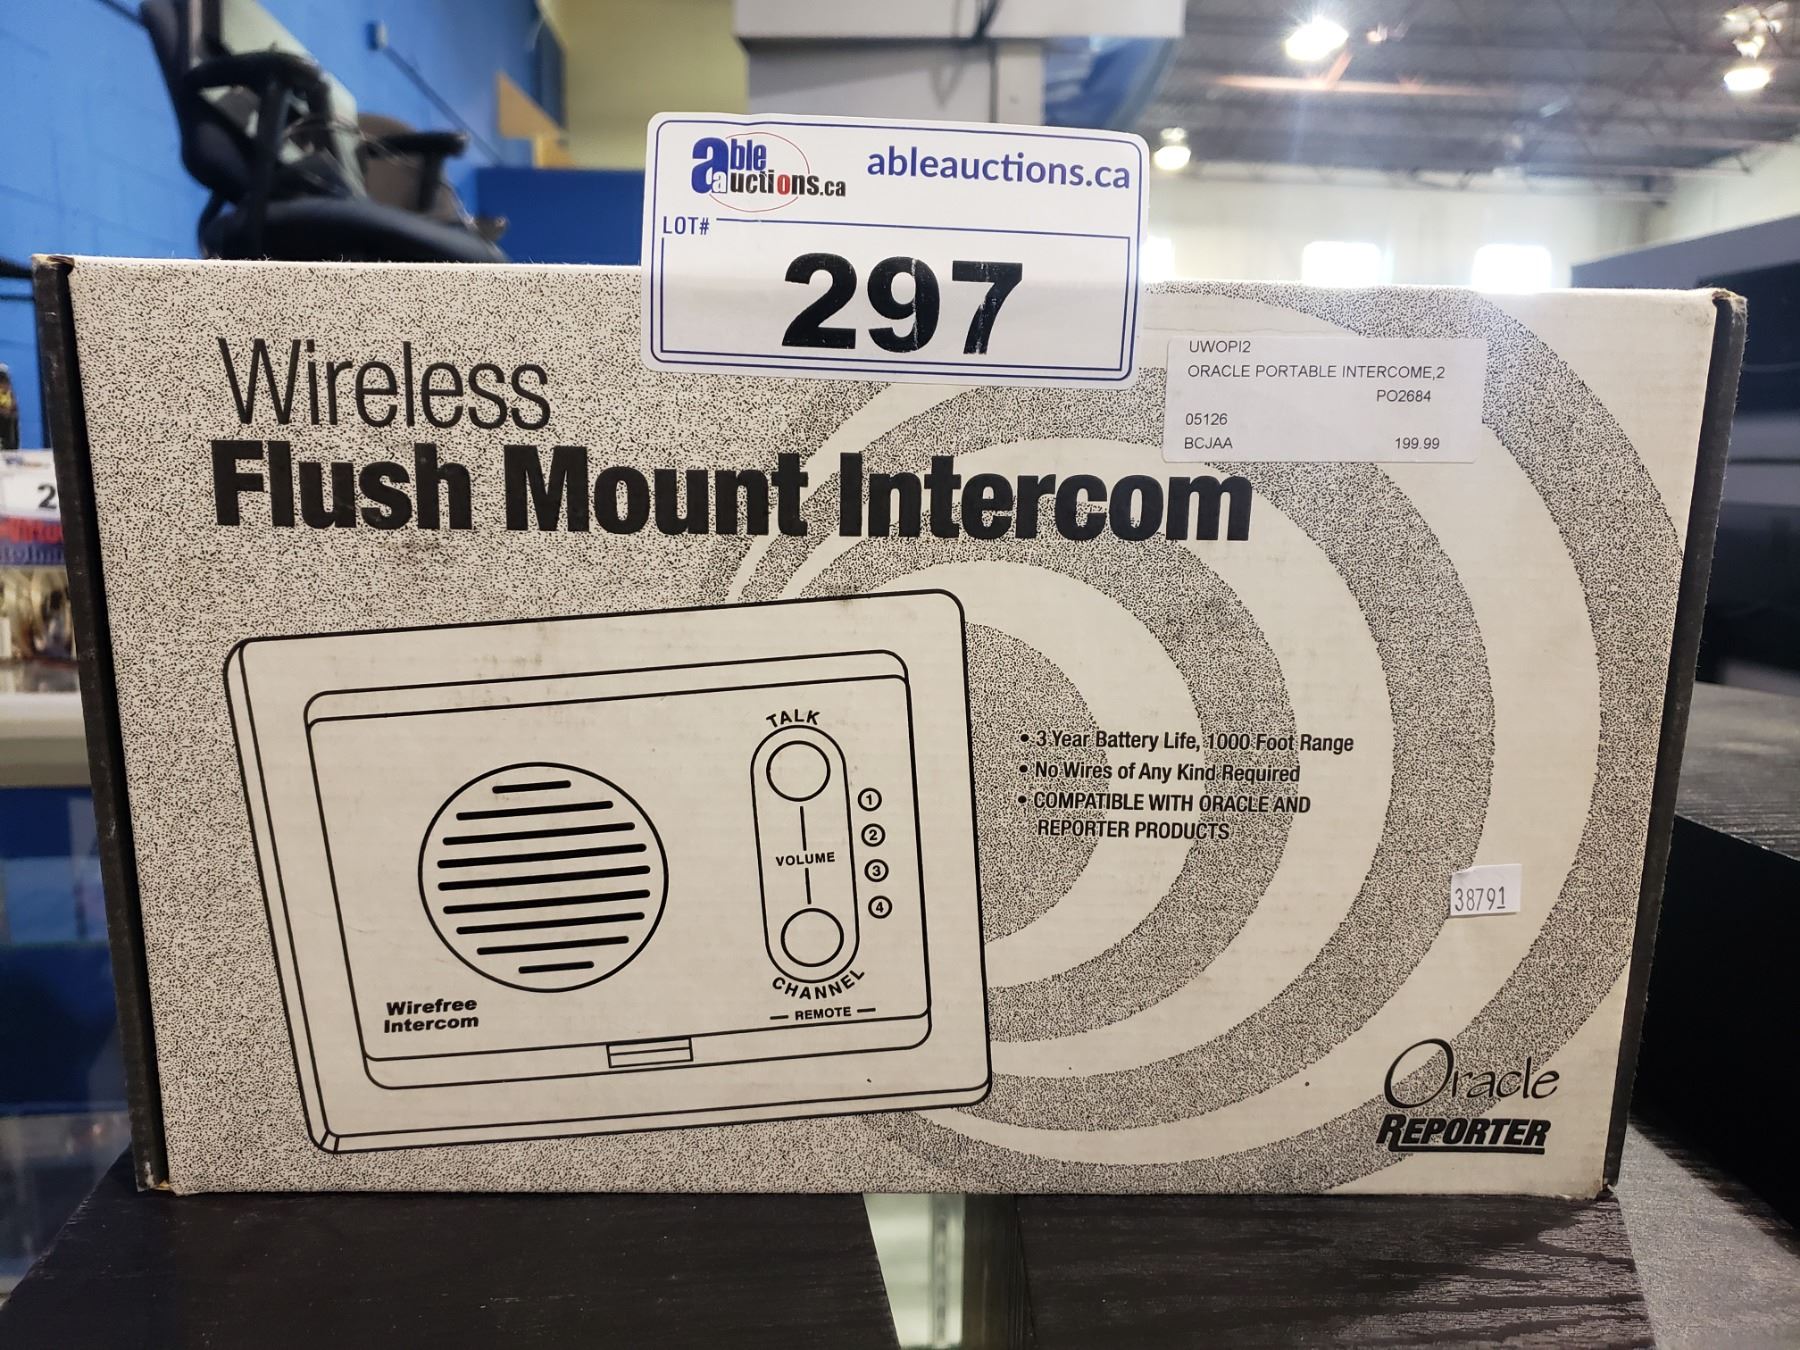 able
auctions.ca
ableauctions.ca
LOT#
297
UWOPI2
ORACLE PORTABLE INTERCOME,2
PO2684
05126
BCJAA 199.99
Wireless
Flush Mount Intercom
TALK
VOLUME
CHANNEL
REMOTE
1
2
3
4
Wirefree
Intercom
• 3 Year Battery Life, 1000 Foot Range
• No Wires of Any Kind Required
• COMPATIBLE WITH ORACLE AND
REPORTER PRODUCTS
38791
Oracle
REPORTER
2